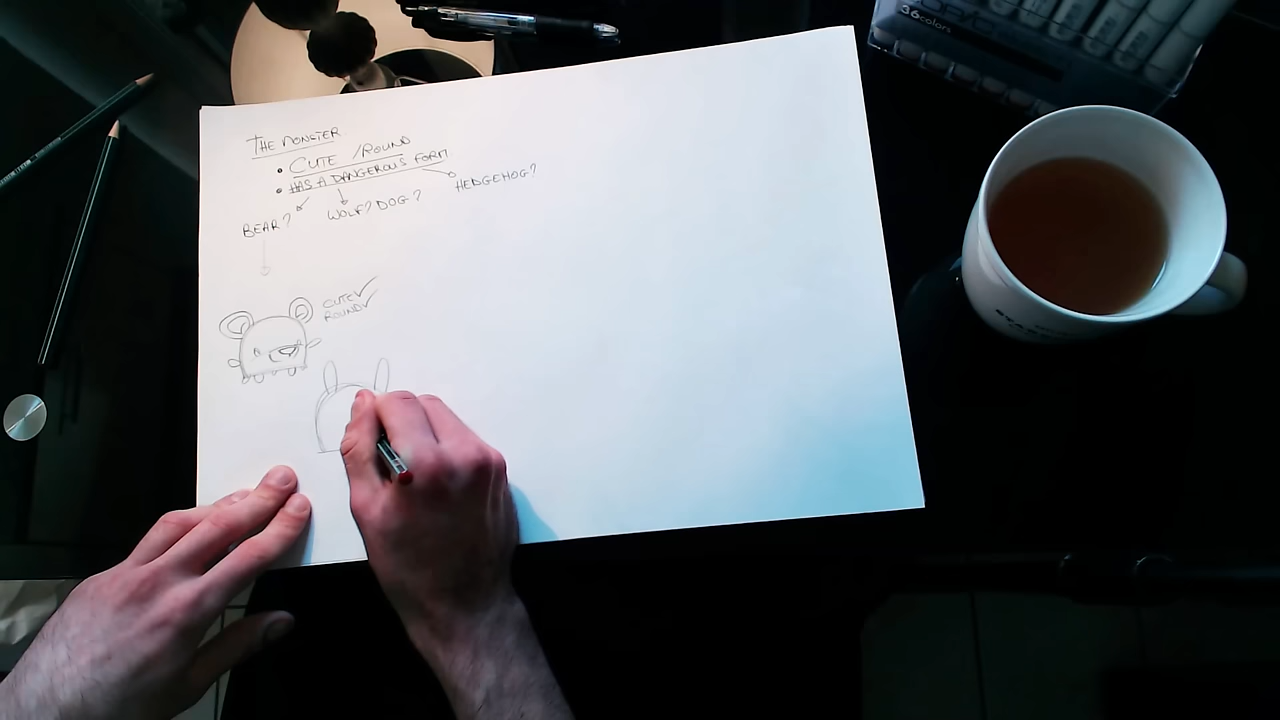 THE MONSTER
• CUTE / ROUND
• HAS A DANGEROUS FORM
BEAR?
WOLF? DOG?
HEDGEHOG?
CUTE ✓
ROUND ✓
36colors